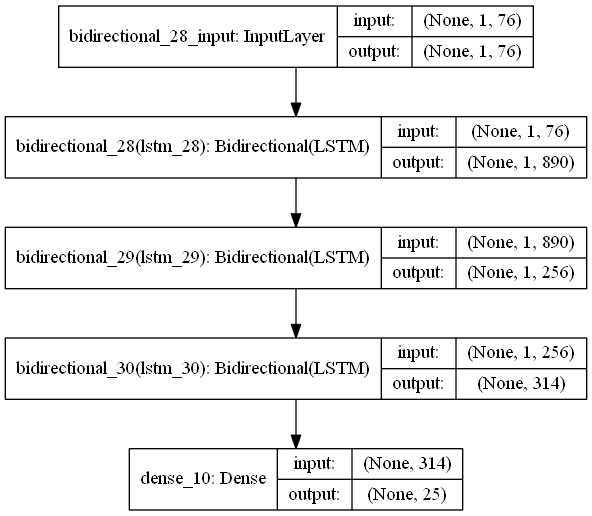 bidirectional_28_input: InputLayer
input: (None, 1, 76)
output: (None, 1, 76)
bidirectional_28(lstm_28): Bidirectional(LSTM)
input: (None, 1, 76)
output: (None, 1, 890)
bidirectional_29(lstm_29): Bidirectional(LSTM)
input: (None, 1, 890)
output: (None, 1, 256)
bidirectional_30(lstm_30): Bidirectional(LSTM)
input: (None, 1, 256)
output: (None, 314)
dense_10: Dense
input: (None, 314)
output: (None, 25)